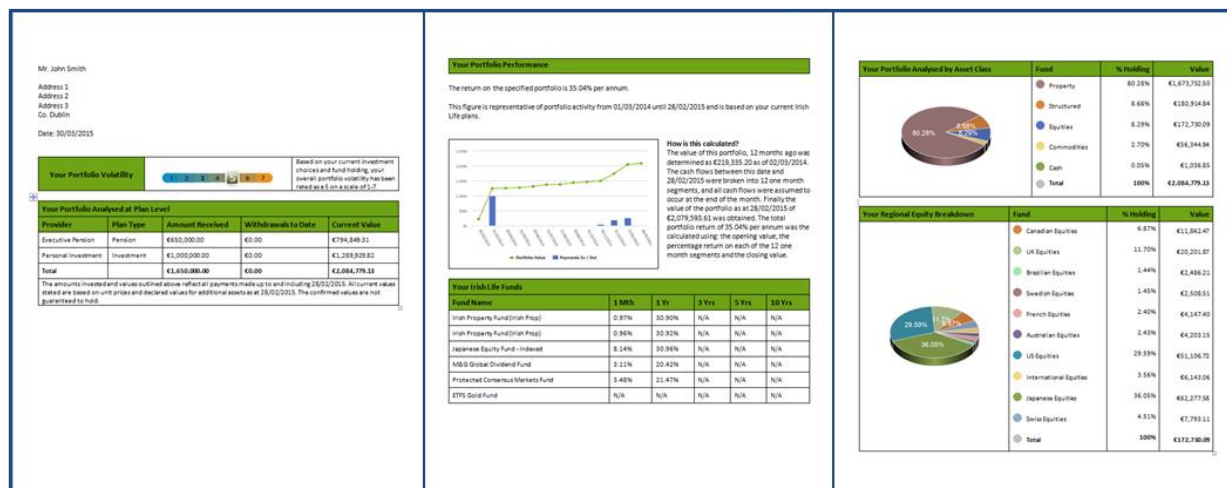 Mr. John Smith
Address 1
Address 2
Address 3
Co. Dublin
Date: 30/03/2015
Your Portfolio Volatility
1 2 3 4 5 6 7
Based on your current investment
choices and fund holding, your
overall portfolio volatility has been
rated as a 5 on a scale of 1-7.
Your Portfolio Analysed at Plan Level
Provider Plan Type Amount Received Withdrawals to Date Current Value
Executive Pension Pension €650,000.00 €0.00 €794,849.31
Personal Investment Investment €1,000,000.00 €0.00 €1,289,929.82
Total €1,650,000.00 €0.00 €2,084,779.13
The amounts invested and values outlined above reflect all payments made up to and including 28/02/2015. All current values
stated are based on unit prices and declared values for additional assets as at 28/02/2015. The confirmed values are not
guaranteed to hold.
Your Portfolio Performance
The return on the specified portfolio is 35.04% per annum.
This figure is representative of portfolio activity from 01/03/2014 until 28/02/2015 and is based on your current Irish
Life plans.
Portfolio Value Payments In / Out
How is this calculated?
The value of this portfolio, 12 months ago was
determined as €219,335.20 as of 02/03/2014.
The cash flows between this date and
28/02/2015 were broken into 12 one month
segments, and all cash flows were assumed to
occur at the end of the month. Finally the
value of the portfolio as at 28/02/2015 of
€2,079,593.61 was obtained. The total
portfolio return of 35.04% per annum was the
calculated using: the opening value, the
percentage return on each of the 12 one
month segments and the closing value.
Your Irish Life Funds
Fund Name 1 Mth 1 Yr 3 Yrs 5 Yrs 10 Yrs
Irish Property Fund (Irish Prop) 0.97% 30.90% N/A N/A N/A
Irish Property Fund (Irish Prop) 0.96% 30.92% N/A N/A N/A
Japanese Equity Fund - Indexed 8.14% 30.96% N/A N/A N/A
M&G Global Dividend Fund 3.11% 20.42% N/A N/A N/A
Protected Consensus Markets Fund 3.48% 21.47% N/A N/A N/A
ETFS Gold Fund N/A N/A N/A N/A N/A
Your Portfolio Analysed by Asset Class Fund % Holding Value
80.28% 8.68% 8.29%
Property 80.28% €1,673,752.50
Structured 8.68% €180,914.84
Equities 8.29% €172,730.09
Commodities 2.70% €56,344.84
Cash 0.05% €1,036.85
Total 100% €2,084,779.13
Your Regional Equity Breakdown Fund % Holding Value
29.59% 36.05%
Canadian Equities 6.87% €11,862.47
UK Equities 11.70% €20,201.87
Brazilian Equities 1.44% €2,486.21
Swedish Equities 1.45% €2,508.51
French Equities 2.40% €4,147.40
Australian Equities 2.43% €4,203.15
US Equities 29.59% €51,106.72
International Equities 3.56% €6,143.06
Japanese Equities 36.05% €62,277.58
Swiss Equities 4.51% €7,793.11
Total 100% €172,730.09